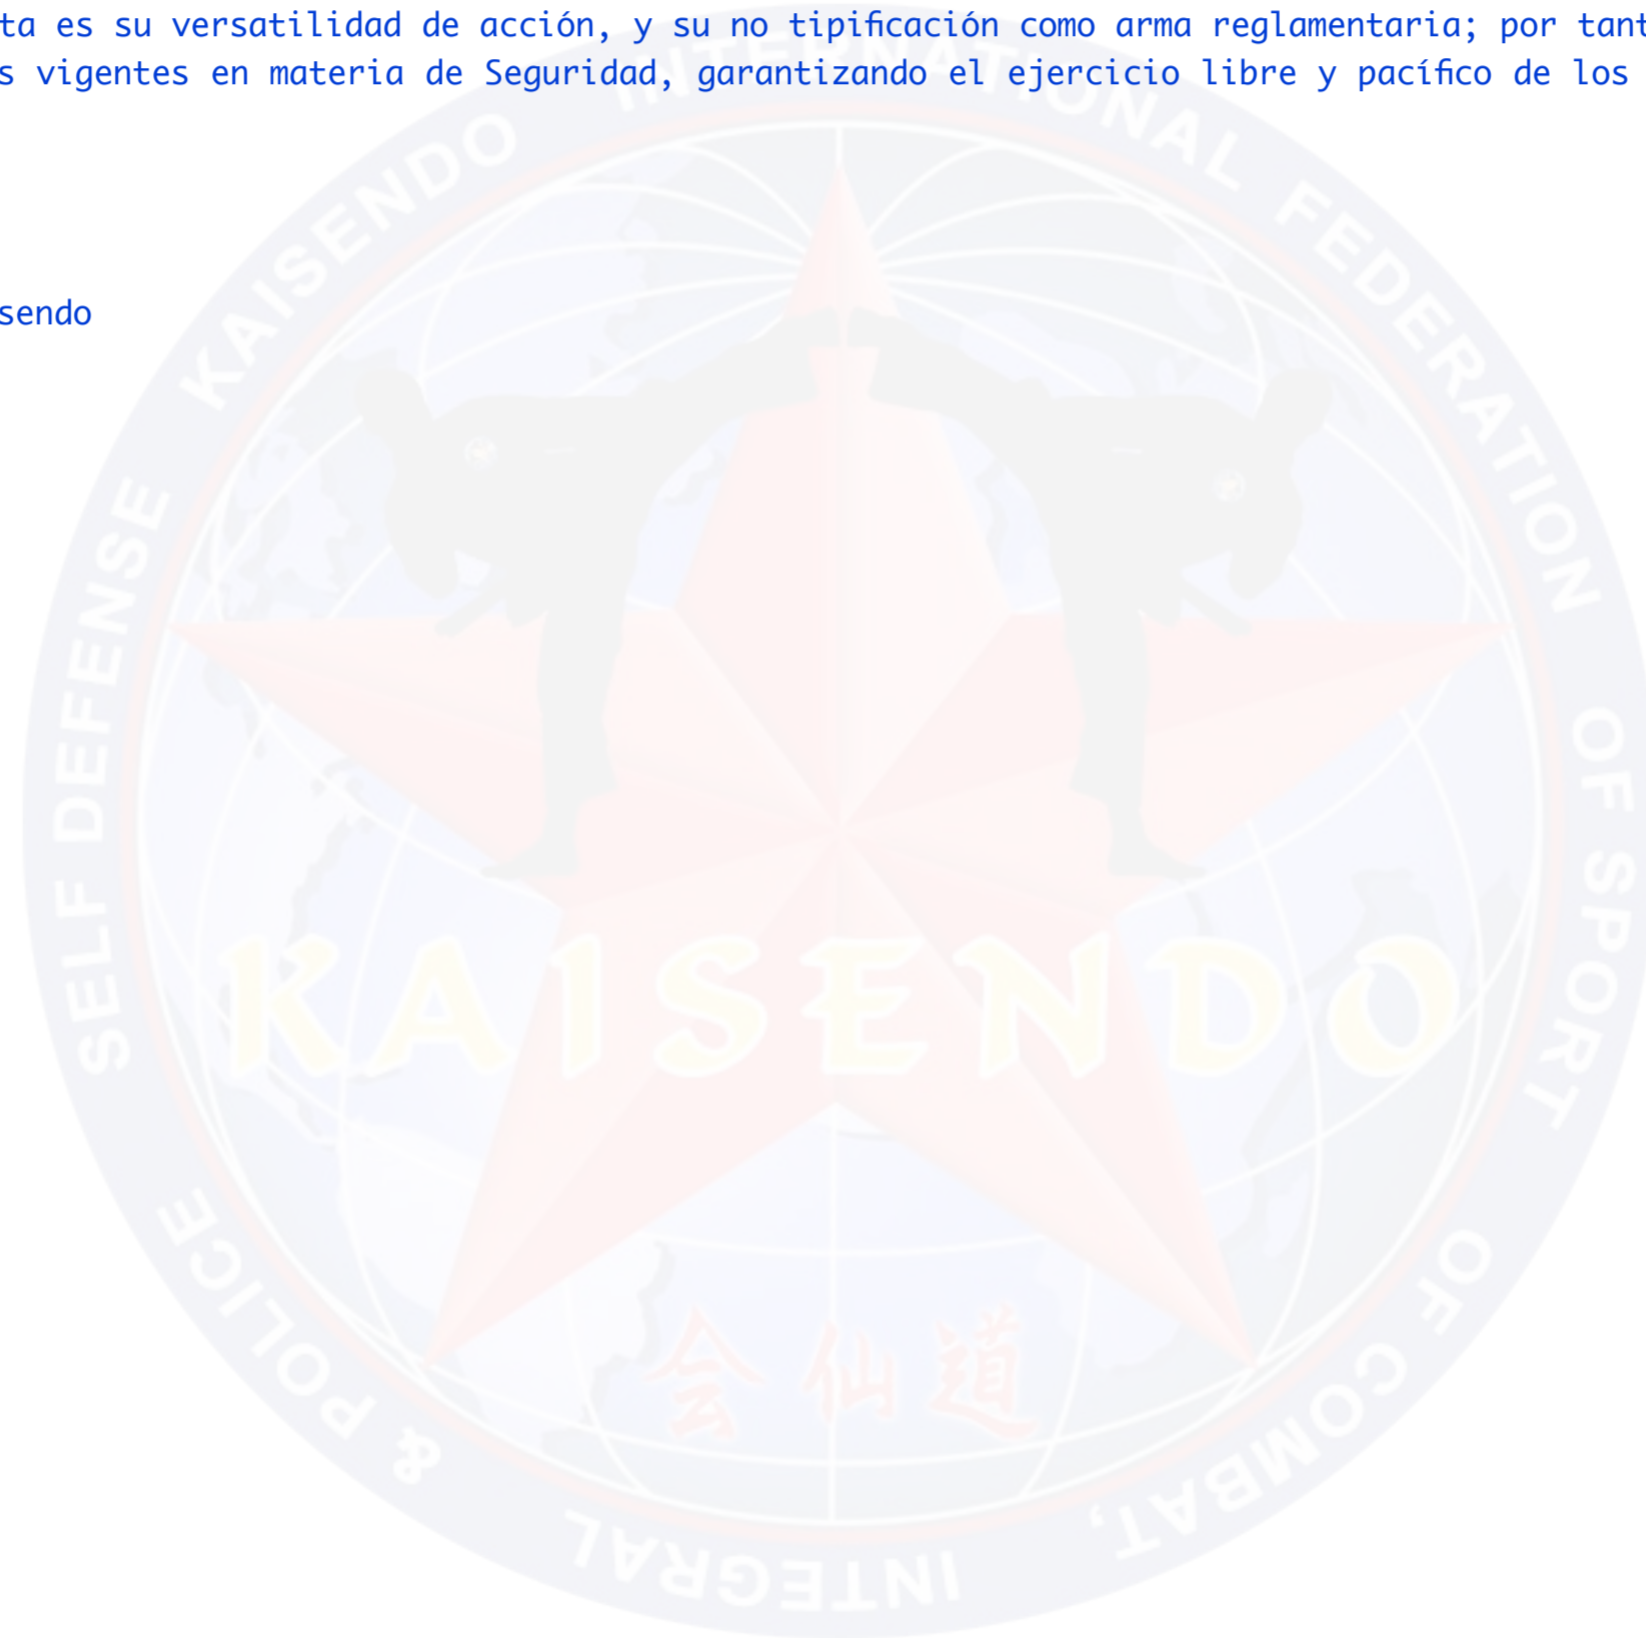 ta es su versatilidad de acción, y su no tipificación como arma reglamentaria; por tant
s vigentes en materia de Seguridad, garantizando el ejercicio libre y pacífico de los
sendo
KAISENDO INTERNATIONAL FEDERATION OF SPORT OF COMBAT, INTEGRAL SELF DEFENSE & POLICE
KAISENDO
会仙道